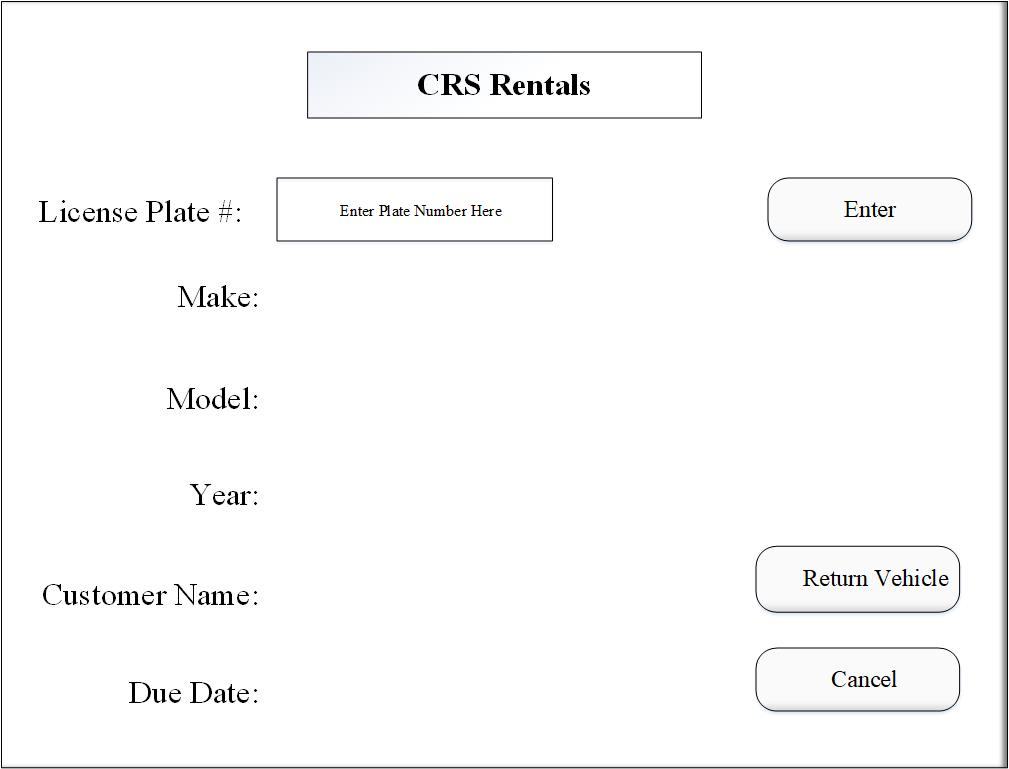 CRS Rentals
License Plate #:
Enter Plate Number Here
Enter
Make:
Model:
Year:
Customer Name:
Return Vehicle
Due Date:
Cancel